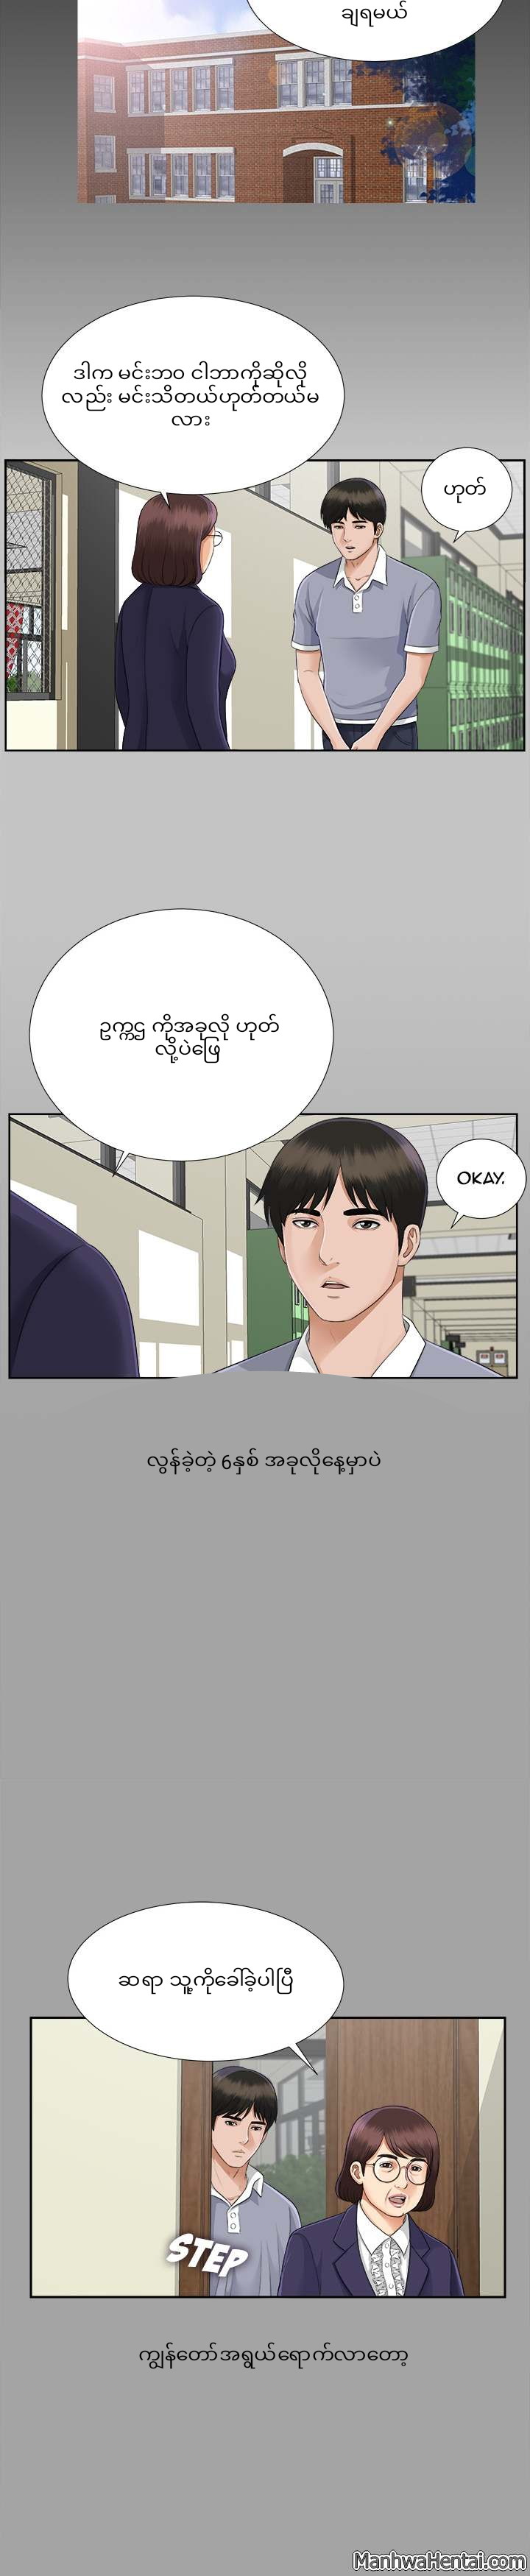 ချရမယ်
ဒါက မင်းဘဝ ငါဘာကိုဆိုလို
လည်း မင်းသိတယ်ဟုတ်တယ်မ
လား
ဟုတ်
ဥက္ကဌ ကိုအခုလို ဟုတ်
လို့ပဲဖြေ
OKAY.
လွန်ခဲ့တဲ့ 6နှစ် အခုလိုနေ့မှာပဲ
ဆရာ သူ့ကိုခေါ်ခဲ့ပါပြီ
STEP
ကျွန်တော်အရွယ်ရောက်လာတော့
ManhwaHentai.com